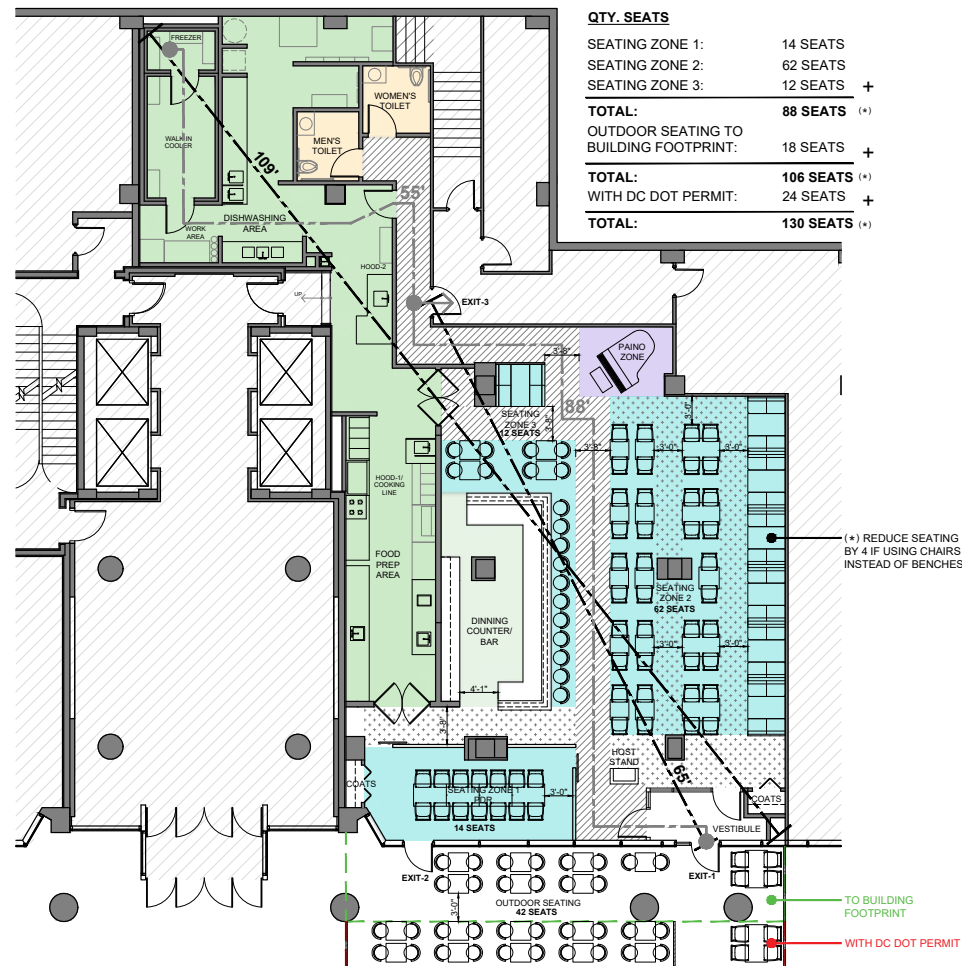 QTY. SEATS
SEATING ZONE 1: 14 SEATS
SEATING ZONE 2: 62 SEATS
SEATING ZONE 3: 12 SEATS +
TOTAL: 88 SEATS (*)
OUTDOOR SEATING TO
BUILDING FOOTPRINT: 18 SEATS +
TOTAL: 106 SEATS (*)
WITH DC DOT PERMIT: 24 SEATS +
TOTAL: 130 SEATS (*)
FREEZER
WOMEN'S
TOILET
MEN'S
TOILET
WALK IN
COOLER
109'
55'
DISHWASHING
AREA
WORK
AREA
HOOD-2
UP
EXIT-3
PAINO
ZONE
3'-8"
SEATING
ZONE 3
12 SEATS
3'-8"
88'
3'-0"
3'-8"
3'-0"
3'-0"
HOOD-1/
COOKING
LINE
FOOD
PREP
AREA
(*) REDUCE SEATING
BY 4 IF USING CHAIRS
INSTEAD OF BENCHES
SEATING
ZONE 2
62 SEATS
DINNING
COUNTER/
BAR
3'-0"
3'-0"
4'-1"
3'-8"
HOST
STAND
65'
COATS
SEATING ZONE 1
PDR
3'-0"
14 SEATS
COATS
VESTIBULE
EXIT-2
EXIT-1
OUTDOOR SEATING
42 SEATS
3'-0"
TO BUILDING
FOOTPRINT
WITH DC DOT PERMIT